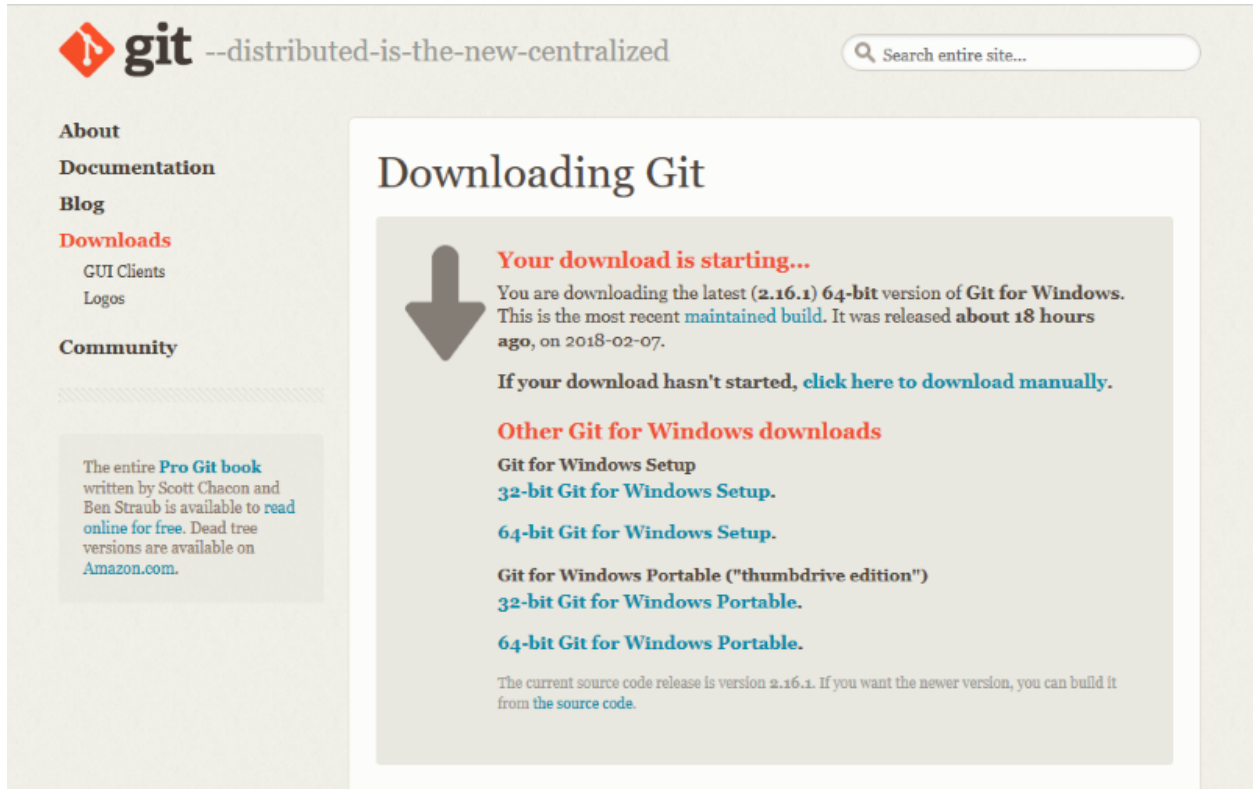 git --distributed-is-the-new-centralized
Search entire site...
About
Documentation
Blog
Downloads
GUI Clients
Logos
Community
The entire Pro Git book
written by Scott Chacon and
Ben Straub is available to read
online for free. Dead tree
versions are available on
Amazon.com.
Downloading Git
Your download is starting...
You are downloading the latest (2.16.1) 64-bit version of Git for Windows.
This is the most recent maintained build. It was released about 18 hours
ago, on 2018-02-07.
If your download hasn't started, click here to download manually.
Other Git for Windows downloads
Git for Windows Setup
32-bit Git for Windows Setup.
64-bit Git for Windows Setup.
Git for Windows Portable ("thumbdrive edition")
32-bit Git for Windows Portable.
64-bit Git for Windows Portable.
The current source code release is version 2.16.1. If you want the newer version, you can build it
from the source code.